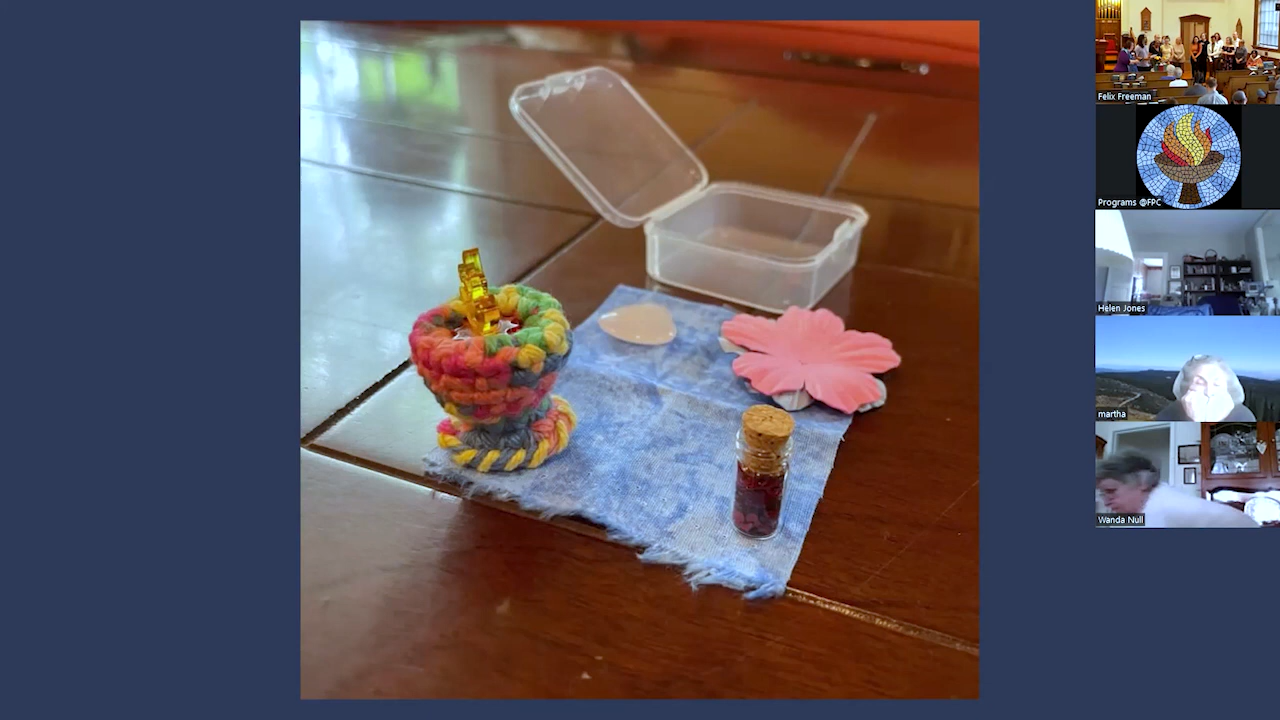 Felix Freeman
Programs @FPC
Helen Jones
martha
Wanda Null